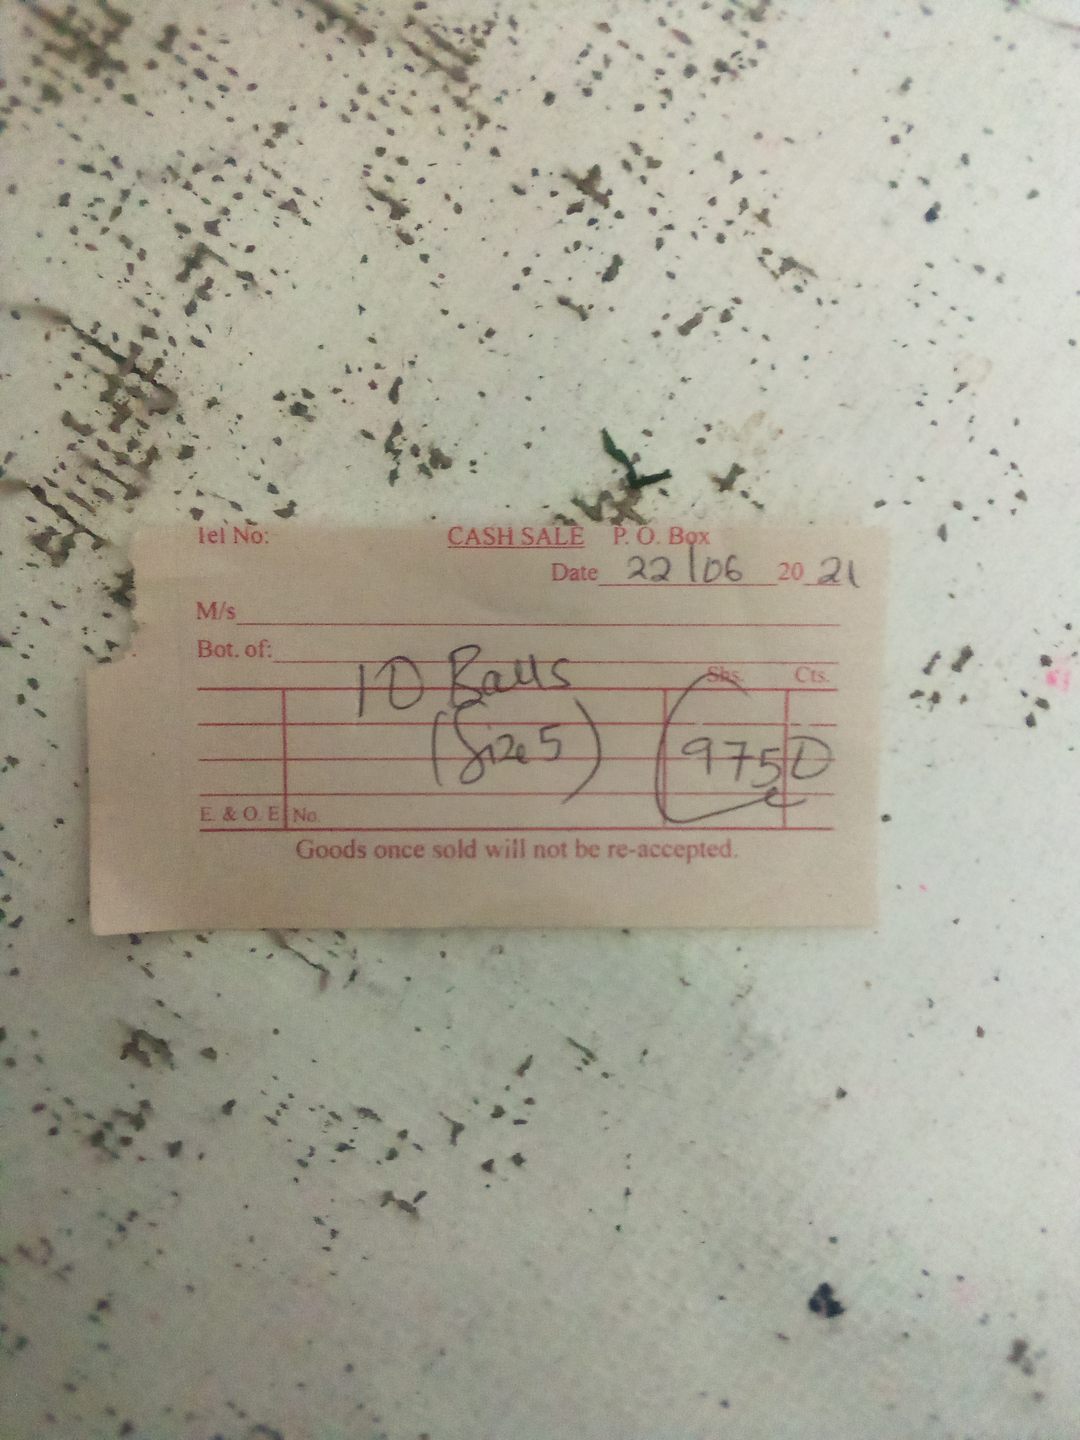 Tel No: CASH SALE P. O. Box
Date 22/06 20 21
M/s
Bot. of:
10 Balls
Shs. Cts.
(Size 5)
9750
E. & O. E No.
Goods once sold will not be re-accepted.